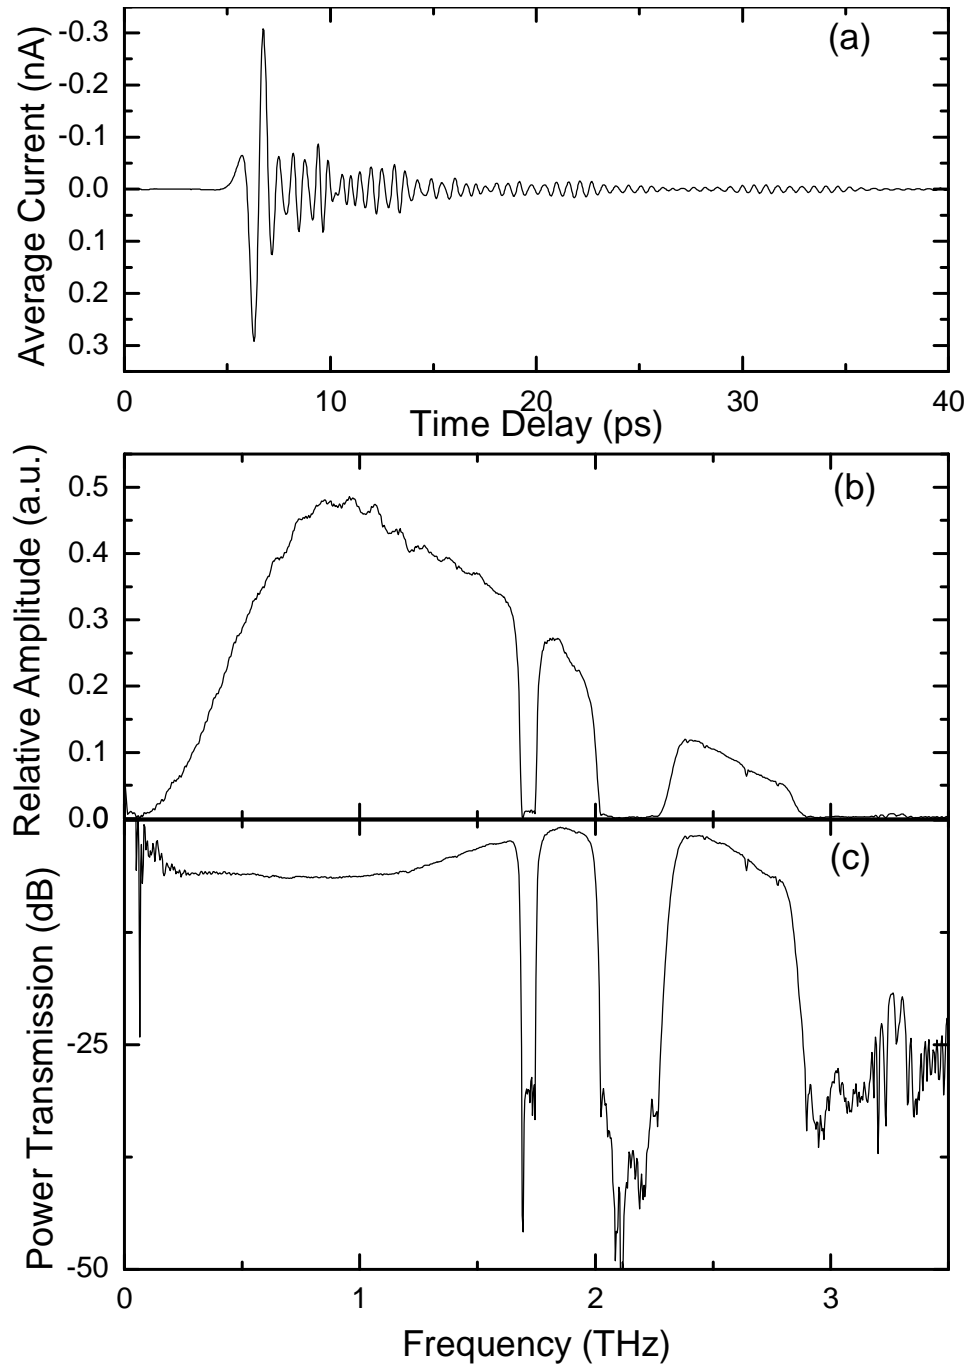 (a)
Average Current (nA)
-0.3
-0.2
-0.1
0.0
0.1
0.2
0.3
0 10 20 30 40
Time Delay (ps)
(b)
Relative Amplitude (a.u.)
0.5
0.4
0.3
0.2
0.1
0.0
(c)
Power Transmission (dB)
-25
-50
0 1 2 3
Frequency (THz)